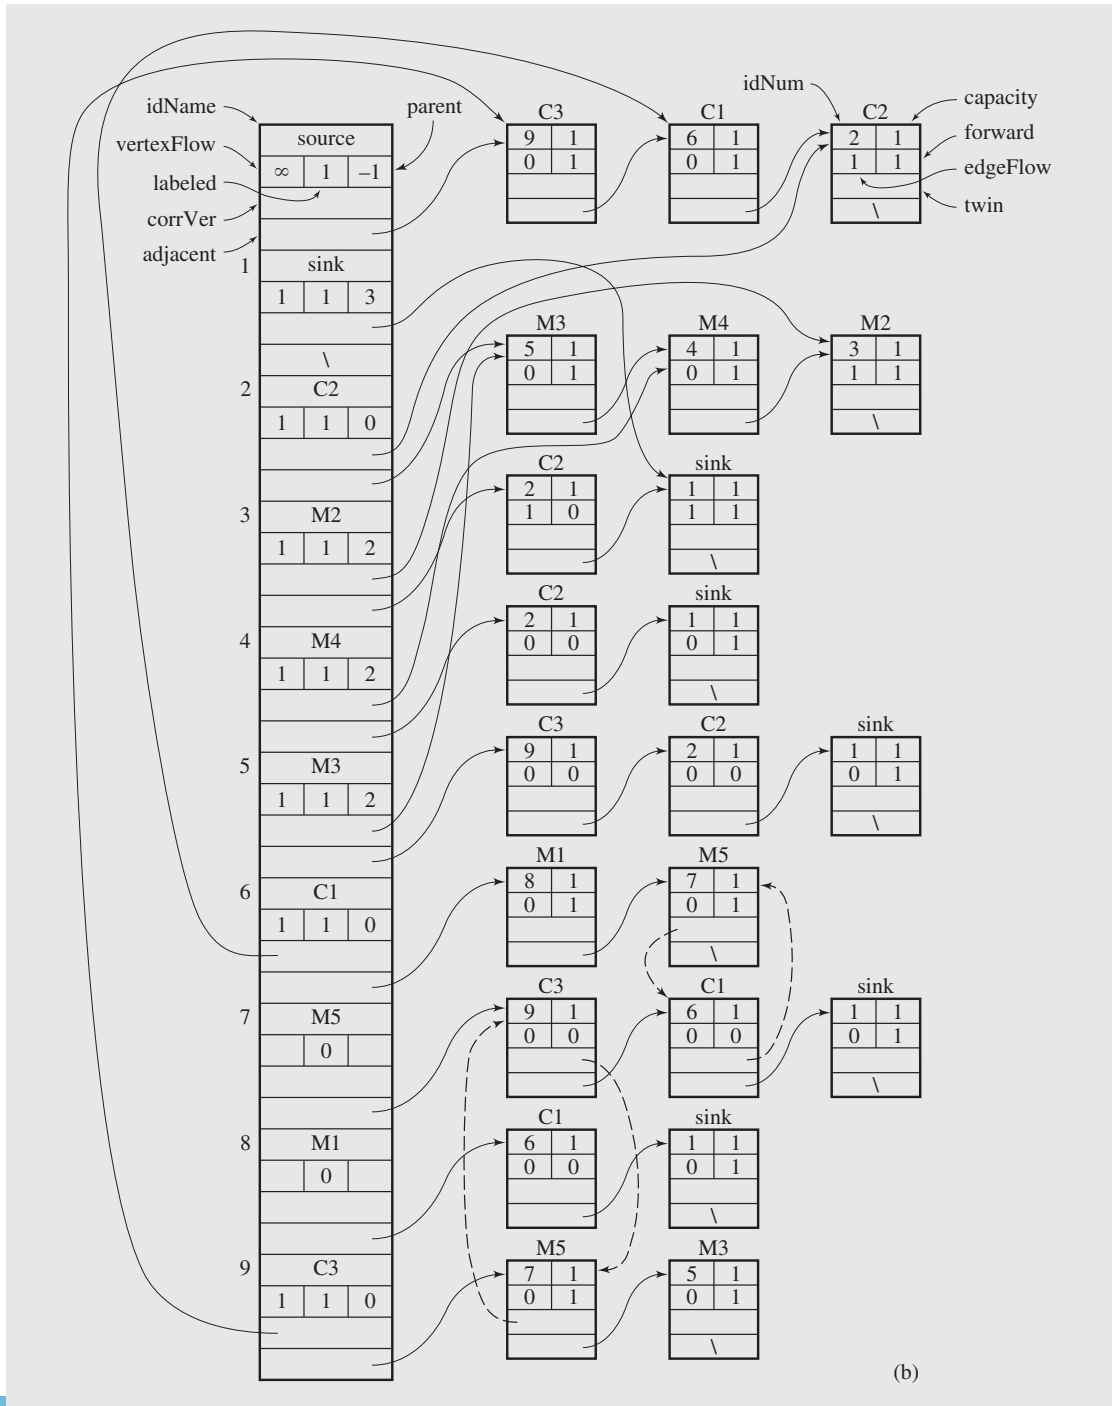 idName
vertexFlow
labeled
corrVer
adjacent
parent
source
∞ 1 –1
1 sink
1 1 3
\
2 C2
1 1 0
3 M2
1 1 2
4 M4
1 1 2
5 M3
1 1 2
6 C1
1 1 0
7 M5
0
8 M1
0
9 C3
1 1 0
idNum
capacity
forward
edgeFlow
twin
C3
9 1
0 1
C1
6 1
0 1
C2
2 1
1 1
\
M3
5 1
0 1
M4
4 1
0 1
M2
3 1
1 1
\
C2
2 1
1 0
sink
1 1
1 1
\
C2
2 1
0 0
sink
1 1
0 1
\
C3
9 1
0 0
C2
2 1
0 0
sink
1 1
0 1
\
M1
8 1
0 1
M5
7 1
0 1
\
C3
9 1
0 0
C1
6 1
0 0
sink
1 1
0 1
\
C1
6 1
0 0
sink
1 1
0 1
\
M5
7 1
0 1
M3
5 1
0 1
\
(b)